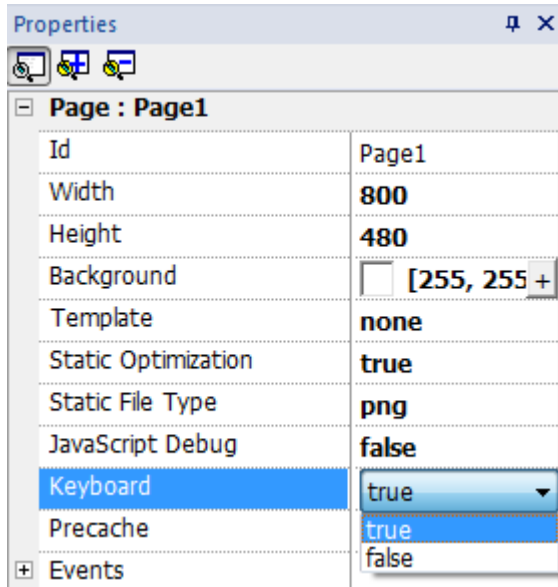 Properties
Page : Page1
Id Page1
Width 800
Height 480
Background [255, 255 +
Template none
Static Optimization true
Static File Type png
JavaScript Debug false
Keyboard true
Precache true
Events false